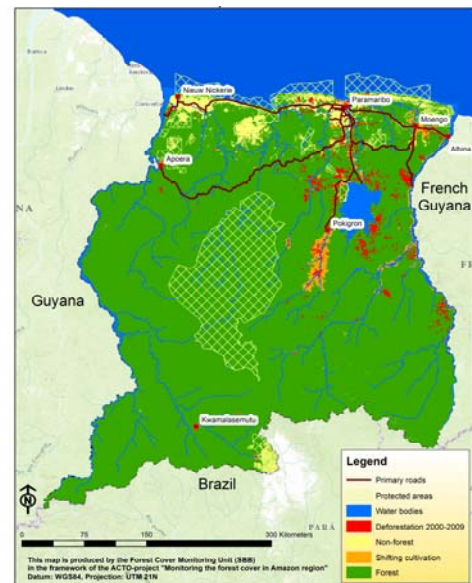 Nieuw Nickerie
Paramaribo
Moengo
Albina
Apoera
French
Guyana
Pokigron
Guyana
Kwamalasemutu
Brazil
PARÁ
N
0 75 150 300 Kilometers
This map is produced by the Forest Cover Monitoring Unit (SBB)
in the framework of the ACTO-project "Monitoring the forest cover in Amazon region"
Datum: WGS84, Projection: UTM 21N
Legend
Primary roads
Protected areas
Water bodies
Deforestation 2000-2009
Non-forest
Shifting cultivation
Forest